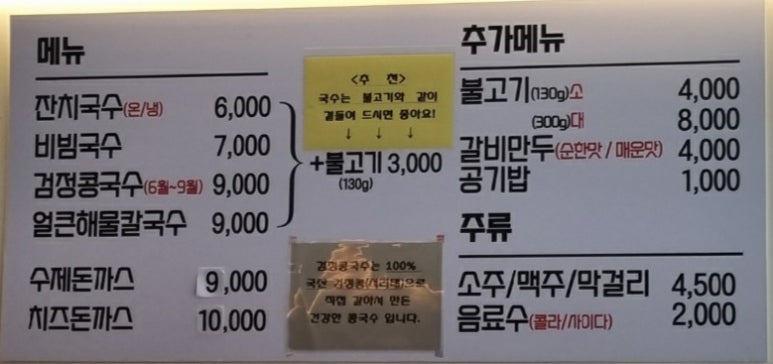 메뉴
잔치국수(온/냉) 6,000
비빔국수 7,000
검정콩국수(6월~9월) 9,000
얼큰해물칼국수 9,000
수제돈까스 9,000
치즈돈까스 10,000
<추 천>
국수는 불고기와 같이
곁들어 드시면 좋아요!
↓ ↓ ↓
+불고기 3,000
(130g)
검정콩국수는 100%
국산 검정콩(서리태)으로
직접 갈아서 만든
건강한 콩국수 입니다.
추가메뉴
불고기(130g)소 4,000
(300g)대 8,000
갈비만두(순한맛 / 매운맛) 4,000
공기밥 1,000
주류
소주/맥주/막걸리 4,500
음료수(콜라/사이다) 2,000